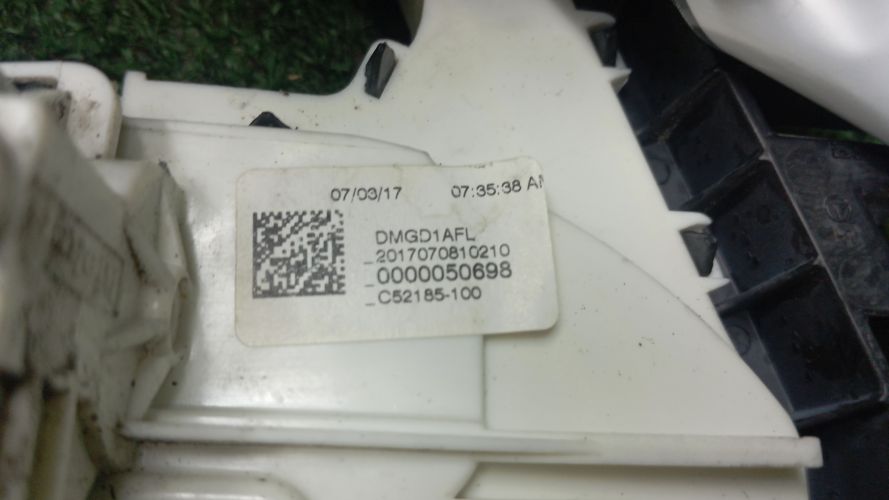 07/03/17 07:35:38 AM
DMGD1AFL
_2017070810210
_0000050698
_C52185-100